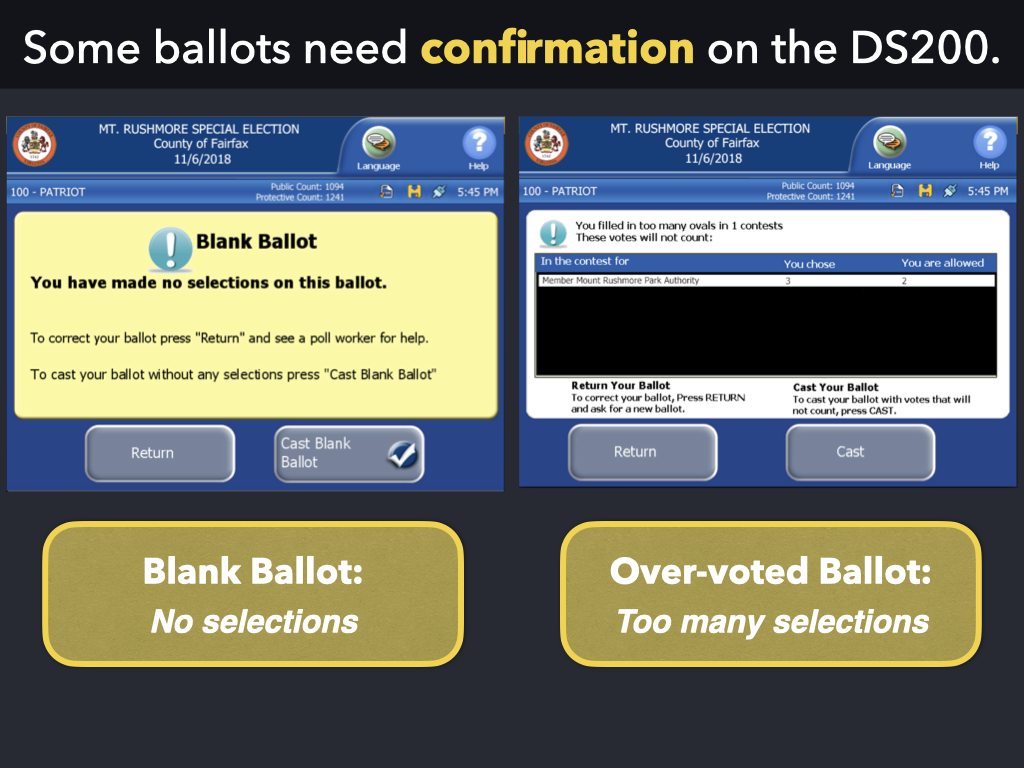 Some ballots need confirmation on the DS200.
MT. RUSHMORE SPECIAL ELECTION
County of Fairfax
11/6/2018
Language
Help
100 - PATRIOT
Public Count: 1094
Protective Count: 1241
5:45 PM
Blank Ballot
You have made no selections on this ballot.
To correct your ballot press "Return" and see a poll worker for help.
To cast your ballot without any selections press "Cast Blank Ballot"
Return
Cast Blank
Ballot
MT. RUSHMORE SPECIAL ELECTION
County of Fairfax
11/6/2018
Language
Help
100 - PATRIOT
Public Count: 1094
Protective Count: 1241
5:45 PM
You filled in too many ovals in 1 contests
These votes will not count:
In the contest for You chose You are allowed
Member Mount Rushmore Park Authority 3 2
Return Your Ballot
To correct your ballot, Press RETURN
and ask for a new ballot.
Cast Your Ballot
To cast your ballot with votes that will
not count, press CAST.
Return
Cast
Blank Ballot:
No selections
Over-voted Ballot:
Too many selections